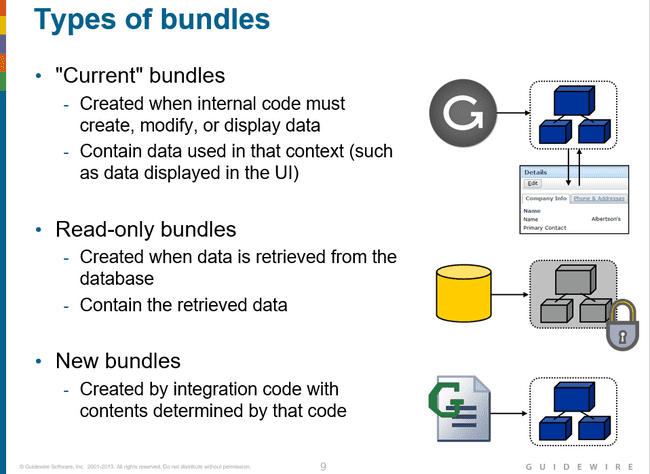 Types of bundles
• "Current" bundles
- Created when internal code must
create, modify, or display data
- Contain data used in that context (such
as data displayed in the UI)
G
Details
Edit
Company Info Phone & Addresses
Name
Name Albertson's
Primary Contact
• Read-only bundles
- Created when data is retrieved from the
database
- Contain the retrieved data
• New bundles
- Created by integration code with
contents determined by that code
G
© Guidewire Software, Inc. 2001-2013. All rights reserved. Do not distribute without permission.
9
GUIDEWIRE